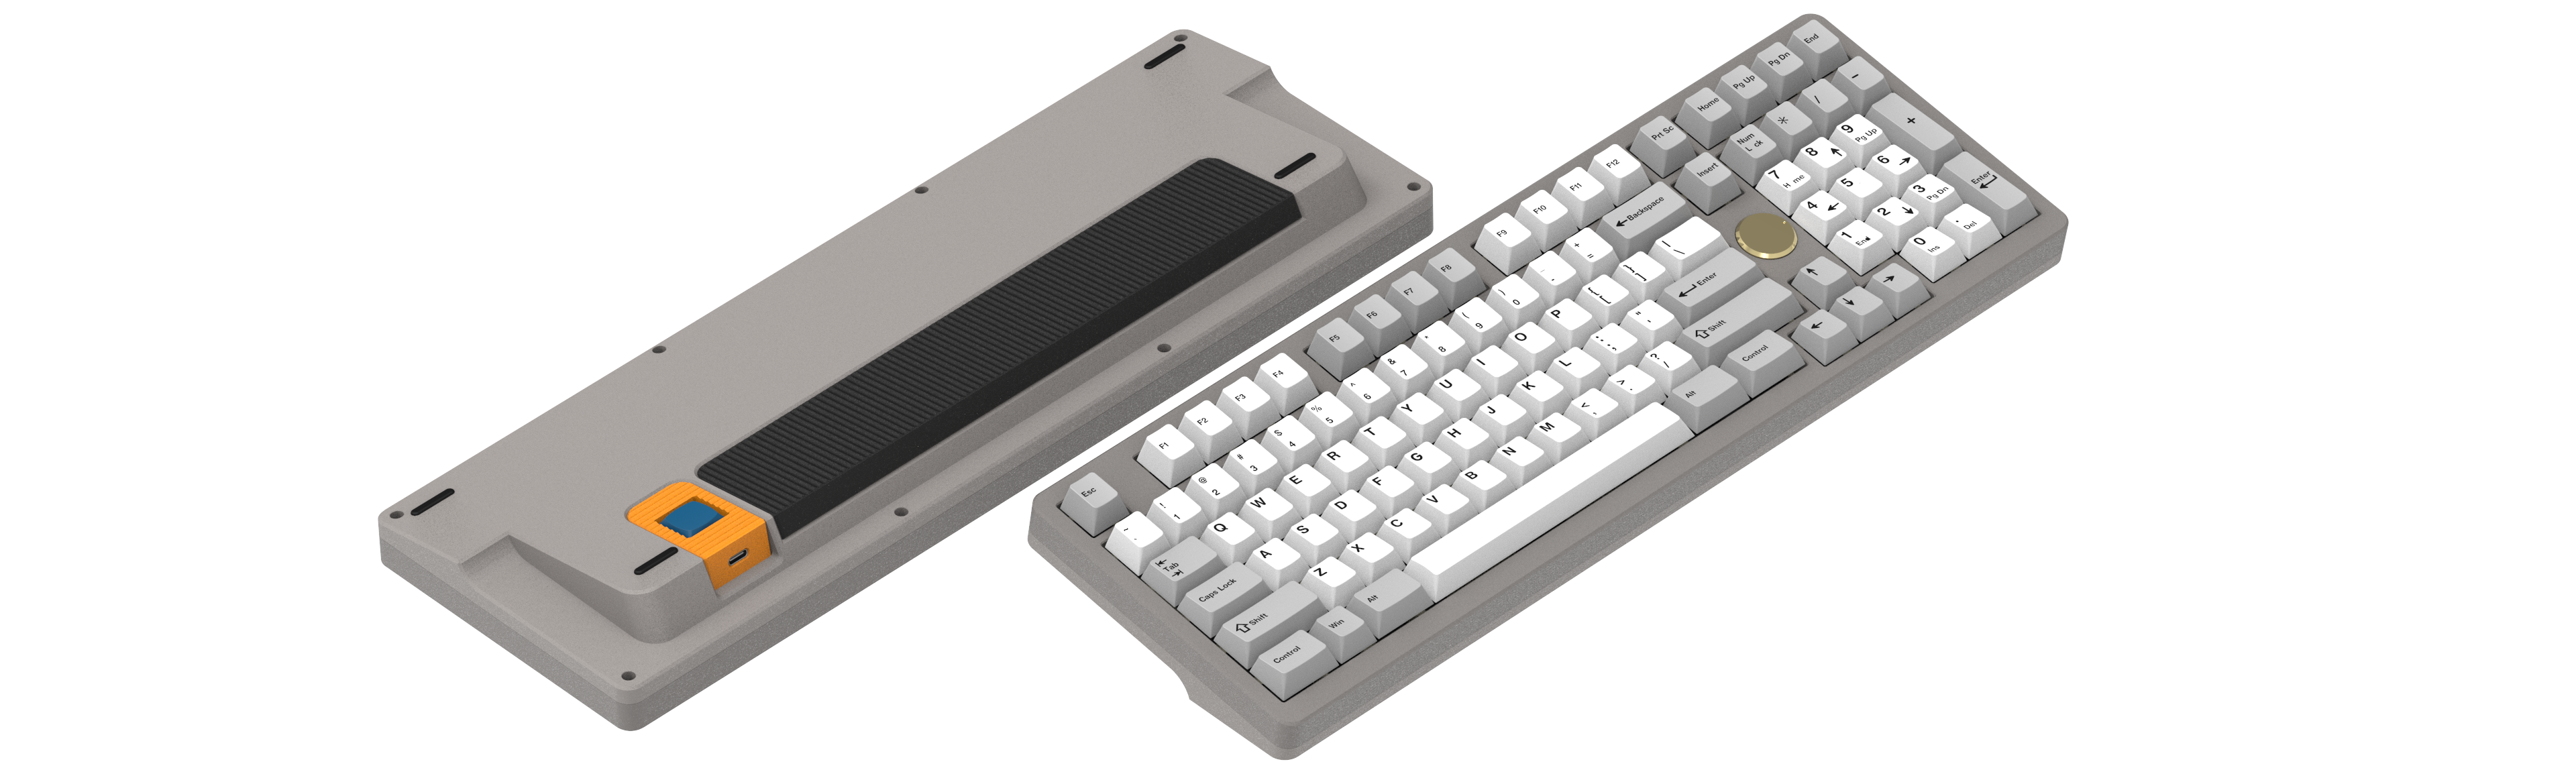 Esc F1 F2 F3 F4 F5 F6 F7 F8 F9 F10 F11 F12 Prt Sc Home Pg Up Pg Dn End
~ ! 1 @ 2 # 3 $ 4 % 5 ^ 6 & 7 * 8 ( 9 ) 0 + = ←Backspace Insert Num L ck * / −
Tab Q W E R T Y U I O P { [ } ] | \ 7 H me 8 ↑ 9 Pg Up +
Caps Lock A S D F G H J K L : ; " ' Enter 4 ← 5 6 →
Shift Z X C V B N M < , > . ? / Shift ↑ 1 End 2 ↓ 3 Pg Dn Enter
Control Win Alt Alt Control ← ↓ → 0 Ins . Del